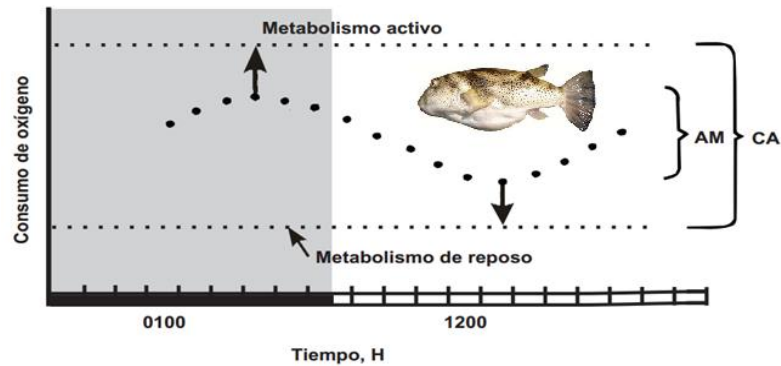 Metabolismo activo
Consumo de oxígeno
AM
CA
Metabolismo de reposo
0100
1200
Tiempo, H